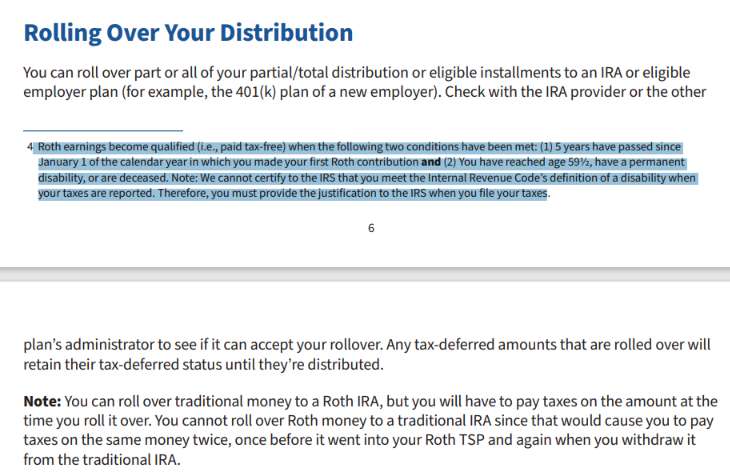 Rolling Over Your Distribution
You can roll over part or all of your partial/total distribution or eligible installments to an IRA or eligible
employer plan (for example, the 401(k) plan of a new employer). Check with the IRA provider or the other
4 Roth earnings become qualified (i.e., paid tax-free) when the following two conditions have been met: (1) 5 years have passed since
January 1 of the calendar year in which you made your first Roth contribution and (2) You have reached age 59½, have a permanent
disability, or are deceased. Note: We cannot certify to the IRS that you meet the Internal Revenue Code's definition of a disability when
your taxes are reported. Therefore, you must provide the justification to the IRS when you file your taxes.
6
plan's administrator to see if it can accept your rollover. Any tax-deferred amounts that are rolled over will
retain their tax-deferred status until they're distributed.
Note: You can roll over traditional money to a Roth IRA, but you will have to pay taxes on the amount at the
time you roll it over. You cannot roll over Roth money to a traditional IRA since that would cause you to pay
taxes on the same money twice, once before it went into your Roth TSP and again when you withdraw it
from the traditional IRA.